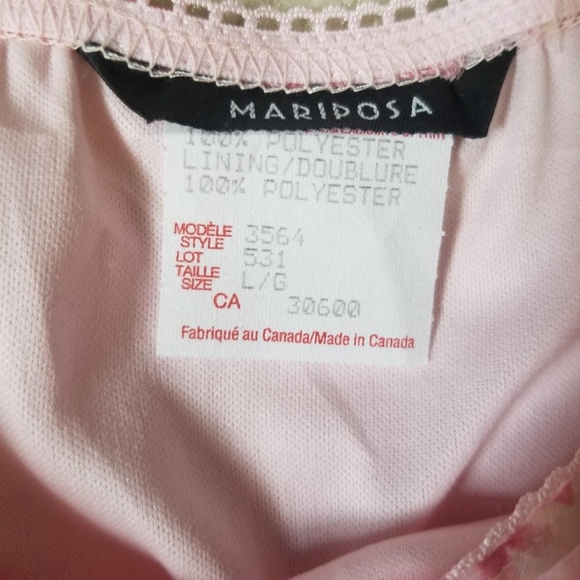 MARIPOSA
100% POLYESTER
LINING/DOUBLURE
100% POLYESTER
MODÈLE STYLE 3564
LOT 531
TAILLE SIZE L/G
CA 30600
Fabriqué au Canada/Made in Canada